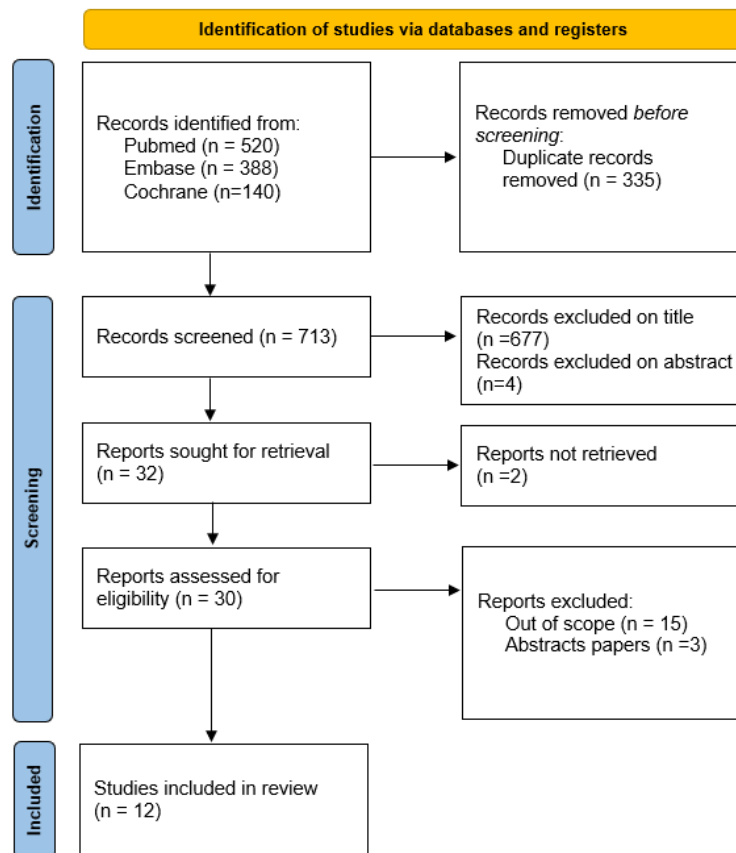 Identification of studies via databases and registers
Identification
Records identified from:
Pubmed (n = 520)
Embase (n = 388)
Cochrane (n=140)
Records removed before
screening:
Duplicate records
removed (n = 335)
Screening
Records screened (n = 713)
Records excluded on title
(n =677)
Records excluded on abstract
(n=4)
Reports sought for retrieval
(n = 32)
Reports not retrieved
(n =2)
Reports assessed for
eligibility (n = 30)
Reports excluded:
Out of scope (n = 15)
Abstracts papers (n =3)
Included
Studies included in review
(n = 12)